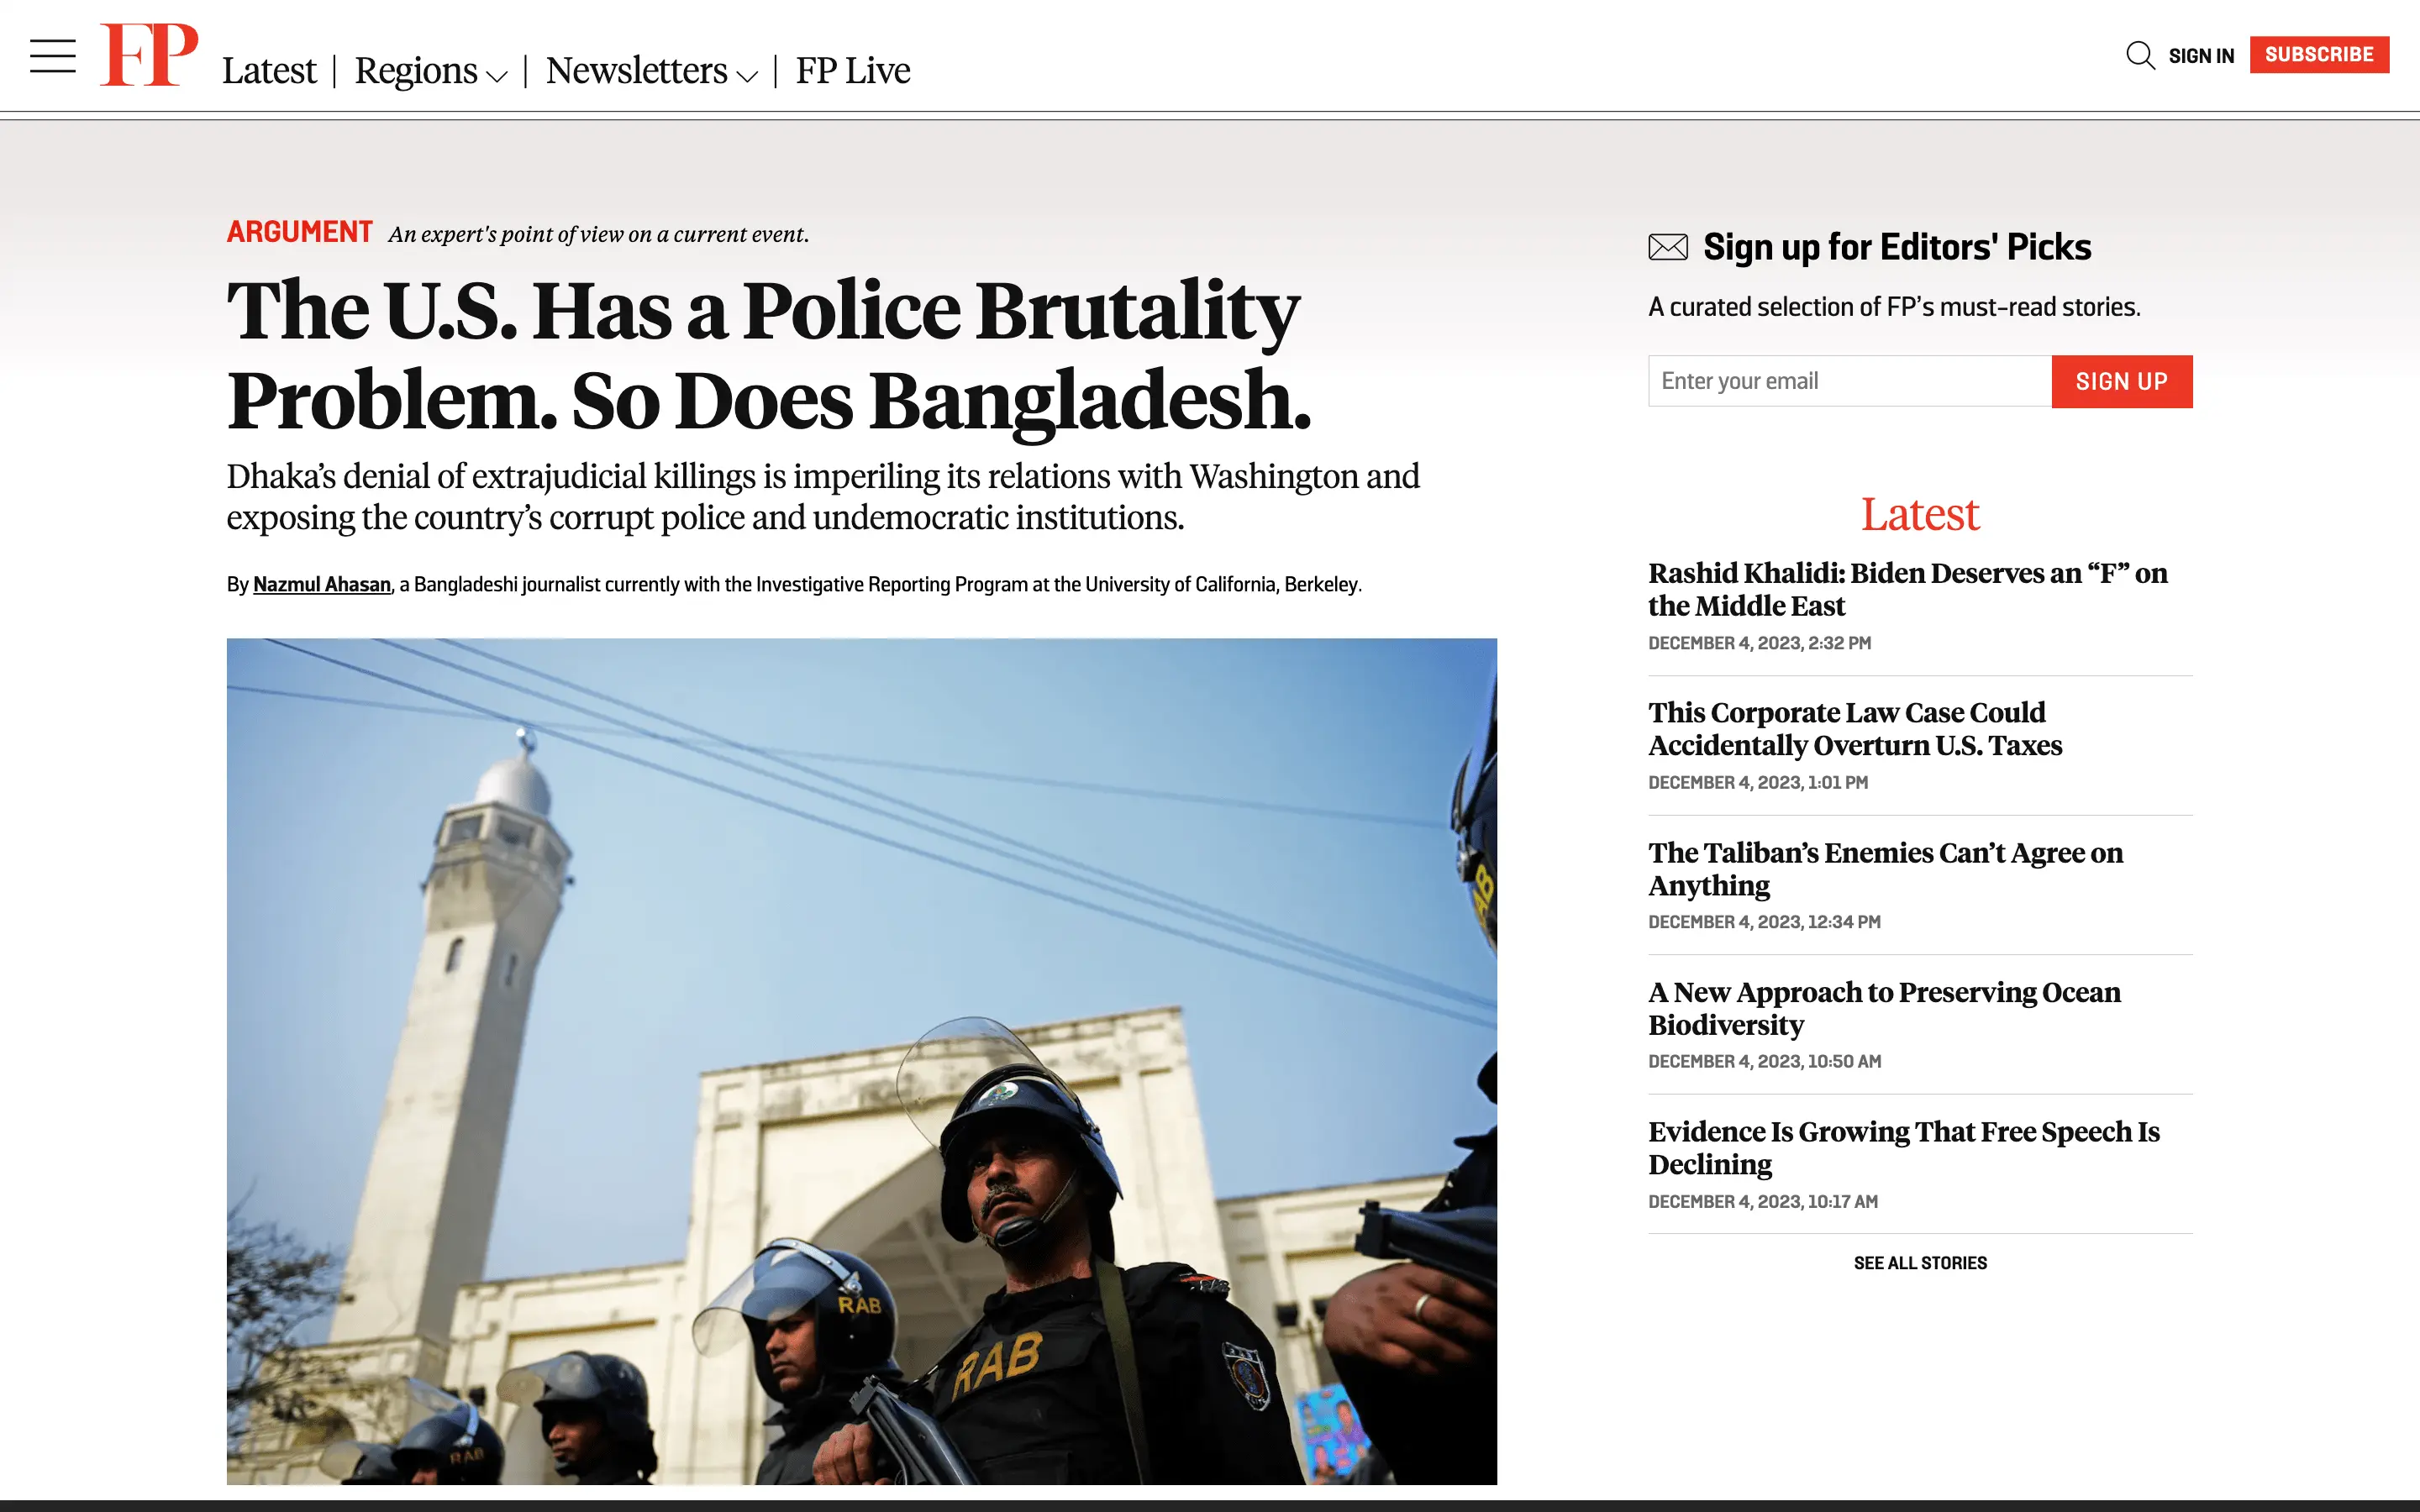 FP
Latest | Regions | Newsletters | FP Live
SIGN IN
SUBSCRIBE
ARGUMENT An expert's point of view on a current event.
The U.S. Has a Police Brutality
Problem. So Does Bangladesh.
Dhaka’s denial of extrajudicial killings is imperiling its relations with Washington and
exposing the country’s corrupt police and undemocratic institutions.
By Nazmul Ahasan, a Bangladeshi journalist currently with the Investigative Reporting Program at the University of California, Berkeley.
RAB
RAB
RAB
AB
Sign up for Editors' Picks
A curated selection of FP’s must-read stories.
Enter your email
SIGN UP
Latest
Rashid Khalidi: Biden Deserves an “F” on
the Middle East
DECEMBER 4, 2023, 2:32 PM
This Corporate Law Case Could
Accidentally Overturn U.S. Taxes
DECEMBER 4, 2023, 1:01 PM
The Taliban’s Enemies Can’t Agree on
Anything
DECEMBER 4, 2023, 12:34 PM
A New Approach to Preserving Ocean
Biodiversity
DECEMBER 4, 2023, 10:50 AM
Evidence Is Growing That Free Speech Is
Declining
DECEMBER 4, 2023, 10:17 AM
SEE ALL STORIES